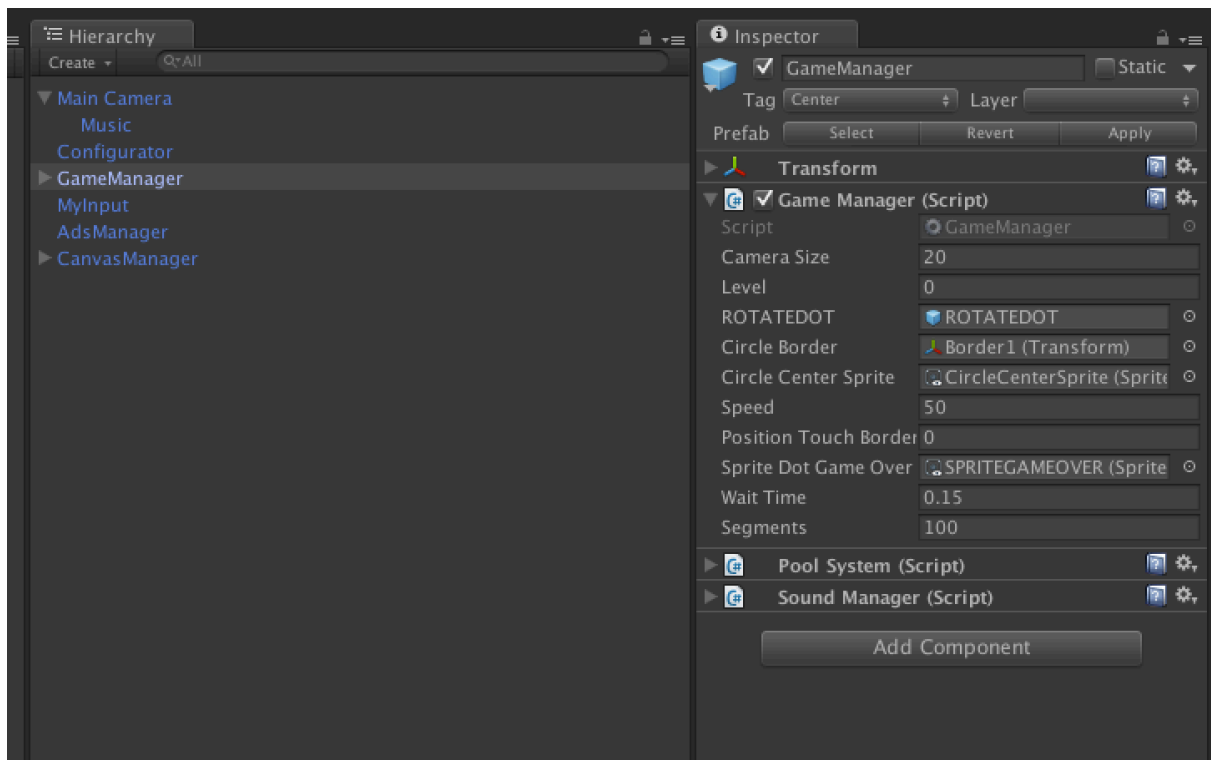 Hierarchy
Create
All
Main Camera
Music
Configurator
GameManager
MyInput
AdsManager
CanvasManager
Inspector
GameManager
Static
Tag Center Layer
Prefab Select Revert Apply
Transform
Game Manager (Script)
Script GameManager
Camera Size 20
Level 0
ROTATEDOT ROTATEDOT
Circle Border Border1 (Transform)
Circle Center Sprite CircleCenterSprite (Sprite
Speed 50
Position Touch Border 0
Sprite Dot Game Over SPRITEGAMEOVER (Sprite
Wait Time 0.15
Segments 100
Pool System (Script)
Sound Manager (Script)
Add Component